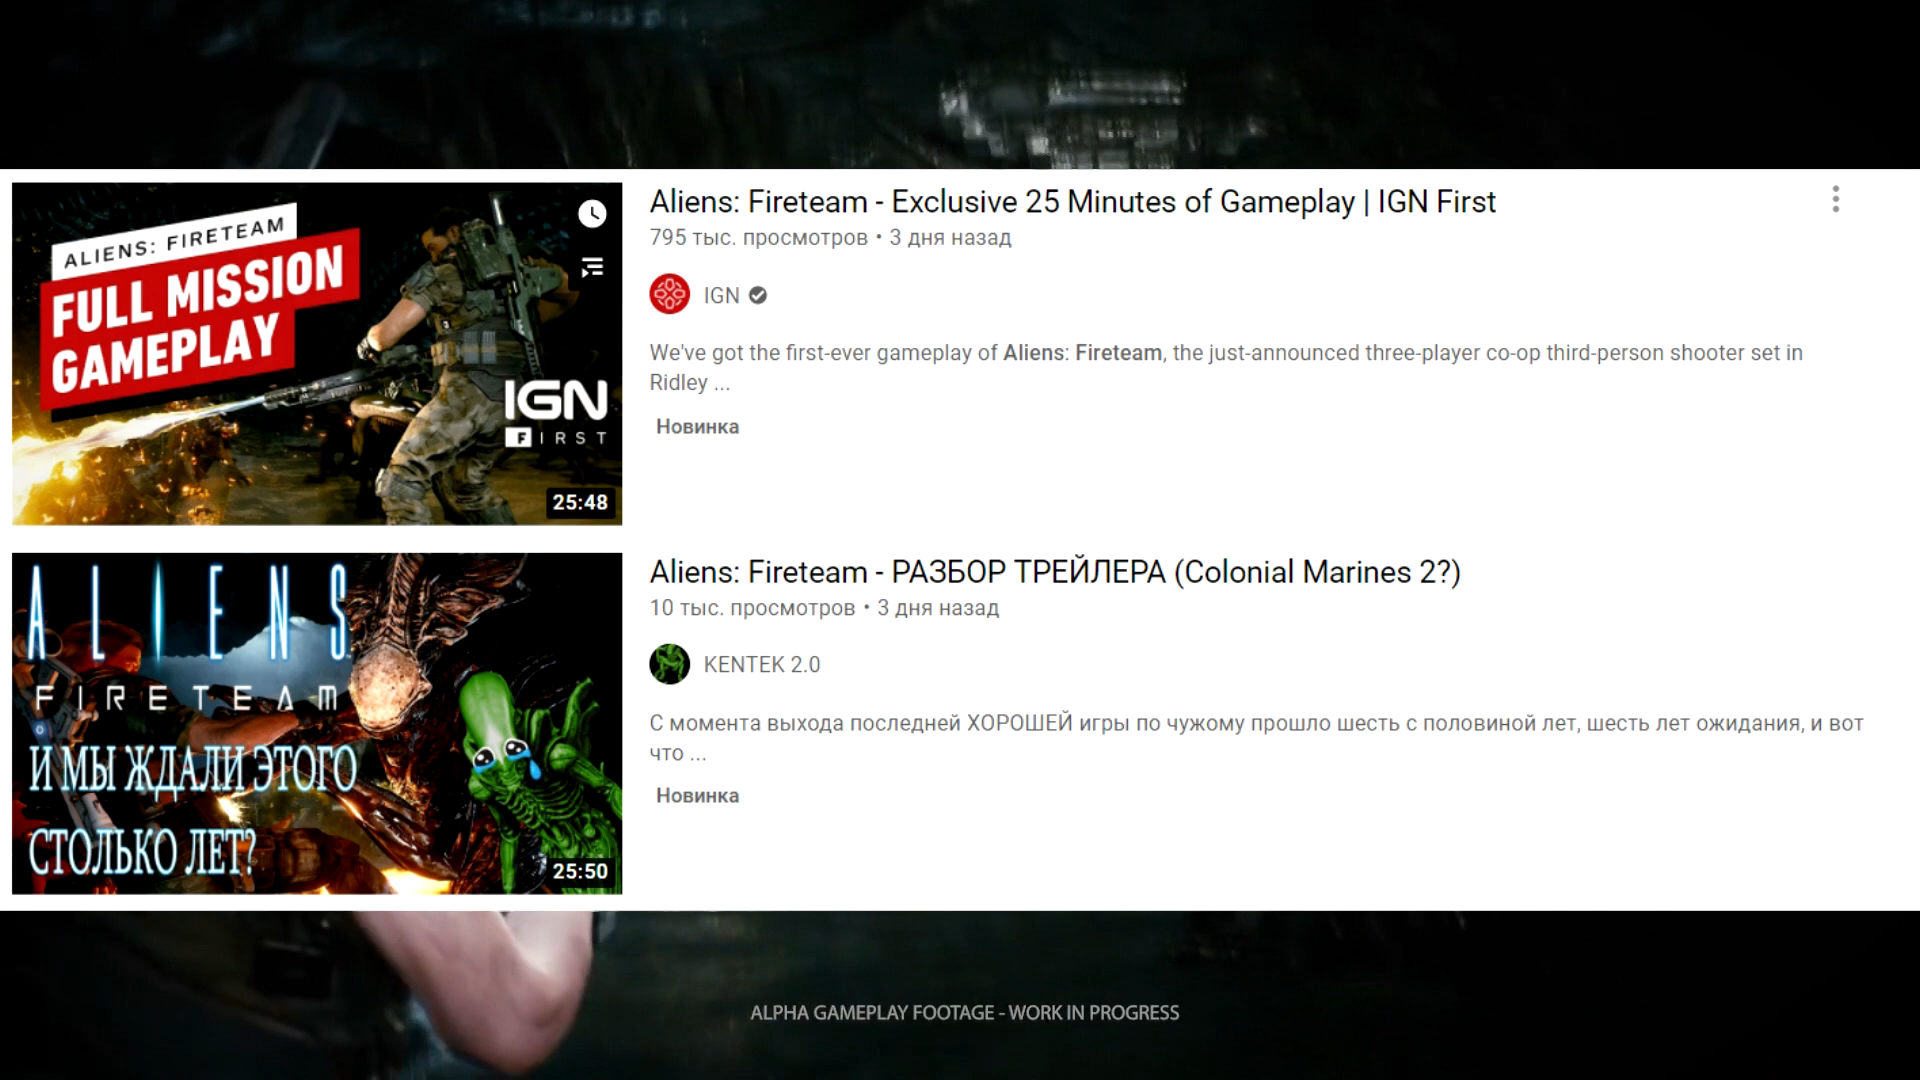 ALIENS: FIRETEAM
FULL MISSION
GAMEPLAY
IGN
FIRST
25:48
Aliens: Fireteam - Exclusive 25 Minutes of Gameplay | IGN First
795 тыс. просмотров • 3 дня назад
IGN
We've got the first-ever gameplay of Aliens: Fireteam, the just-announced three-player co-op third-person shooter set in
Ridley ...
Новинка
ALIENS
FIRETEAM
И МЫ ЖДАЛИ ЭТОГО
СТОЛЬКО ЛЕТ?
25:50
Aliens: Fireteam - РАЗБОР ТРЕЙЛЕРА (Colonial Marines 2?)
10 тыс. просмотров • 3 дня назад
KENTEK 2.0
С момента выхода последней ХОРОШЕЙ игры по чужому прошло шесть с половиной лет, шесть лет ожидания, и вот
что ...
Новинка
ALPHA GAMEPLAY FOOTAGE - WORK IN PROGRESS